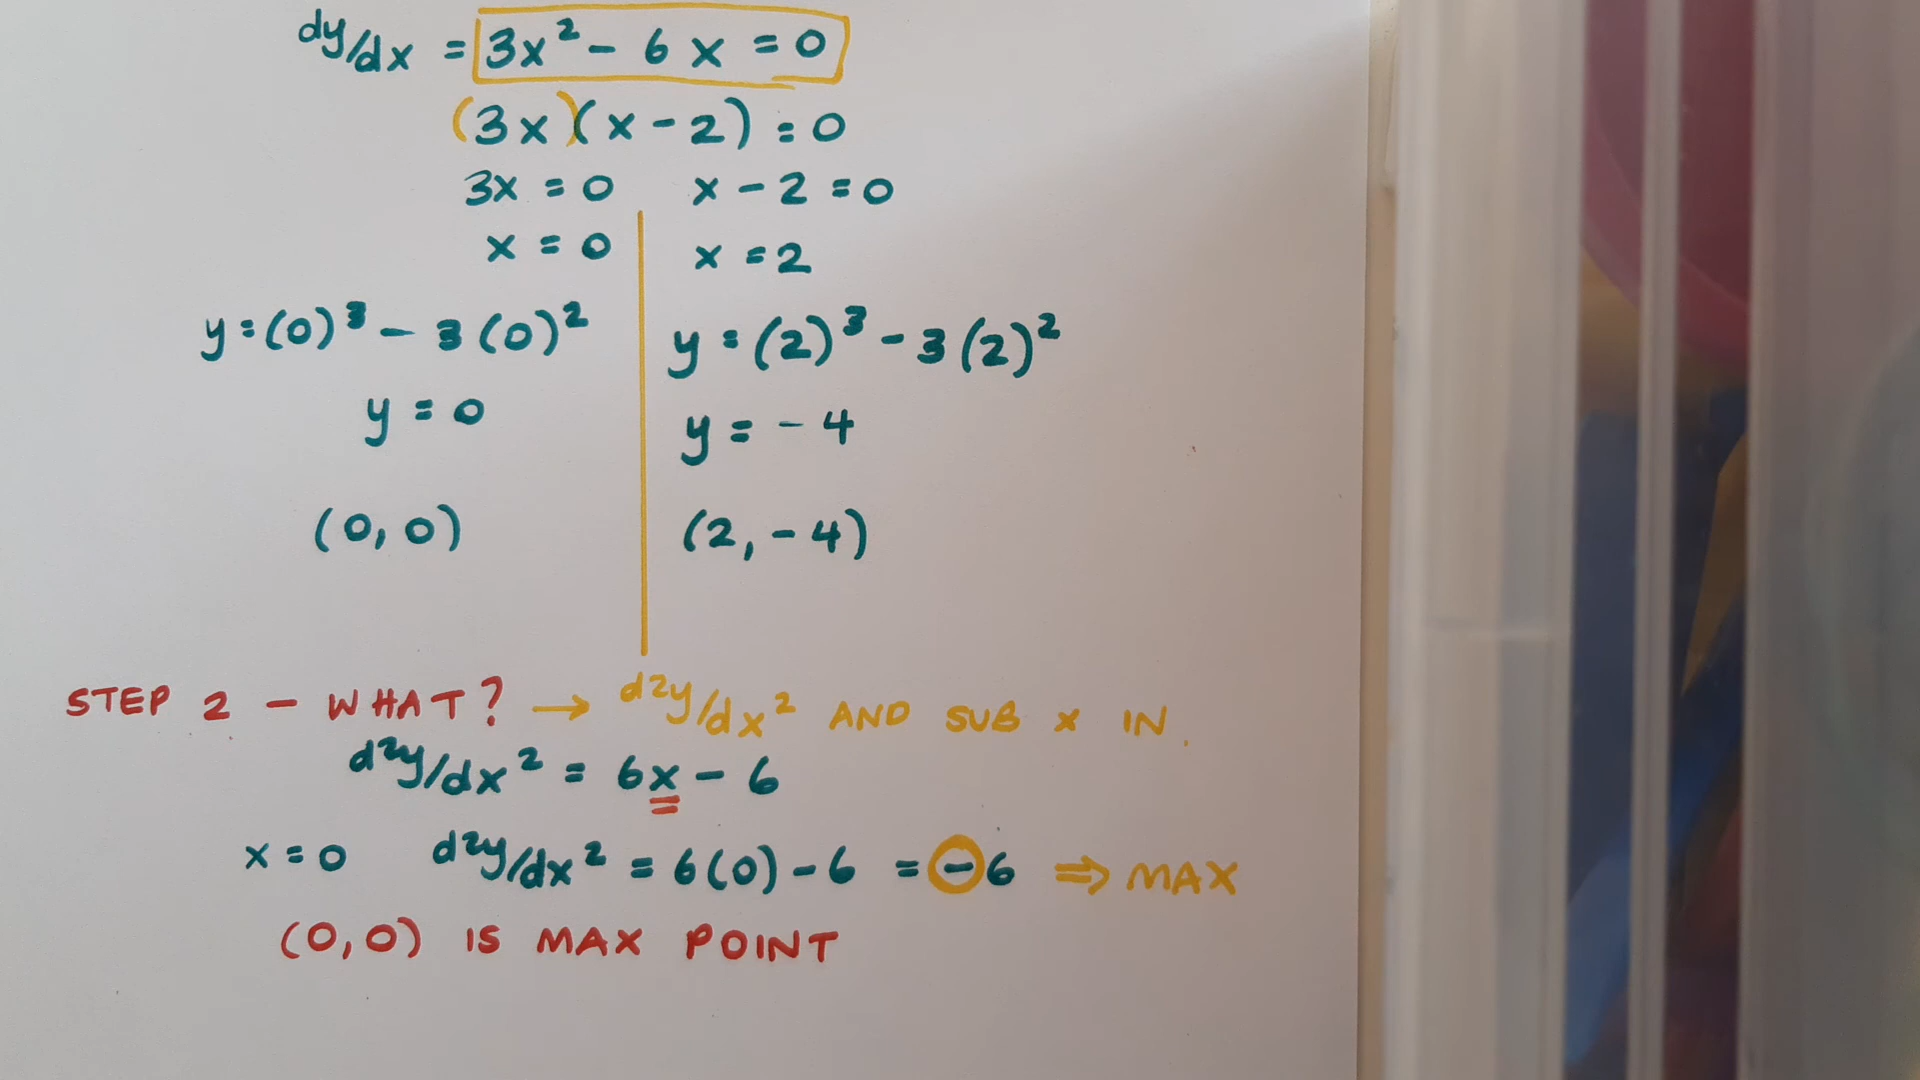 dy/dx = 3x² - 6x = 0
(3x)(x - 2) = 0
3x = 0 x - 2 = 0
x = 0 x = 2
y = (0)³ - 3(0)² y = (2)³ - 3(2)²
y = 0 y = -4
(0, 0) (2, -4)
STEP 2 - WHAT? → d²y/dx² AND SUB x IN.
d²y/dx² = 6x - 6
x = 0 d²y/dx² = 6(0) - 6 = -6 ⇒ MAX
(0, 0) IS MAX POINT